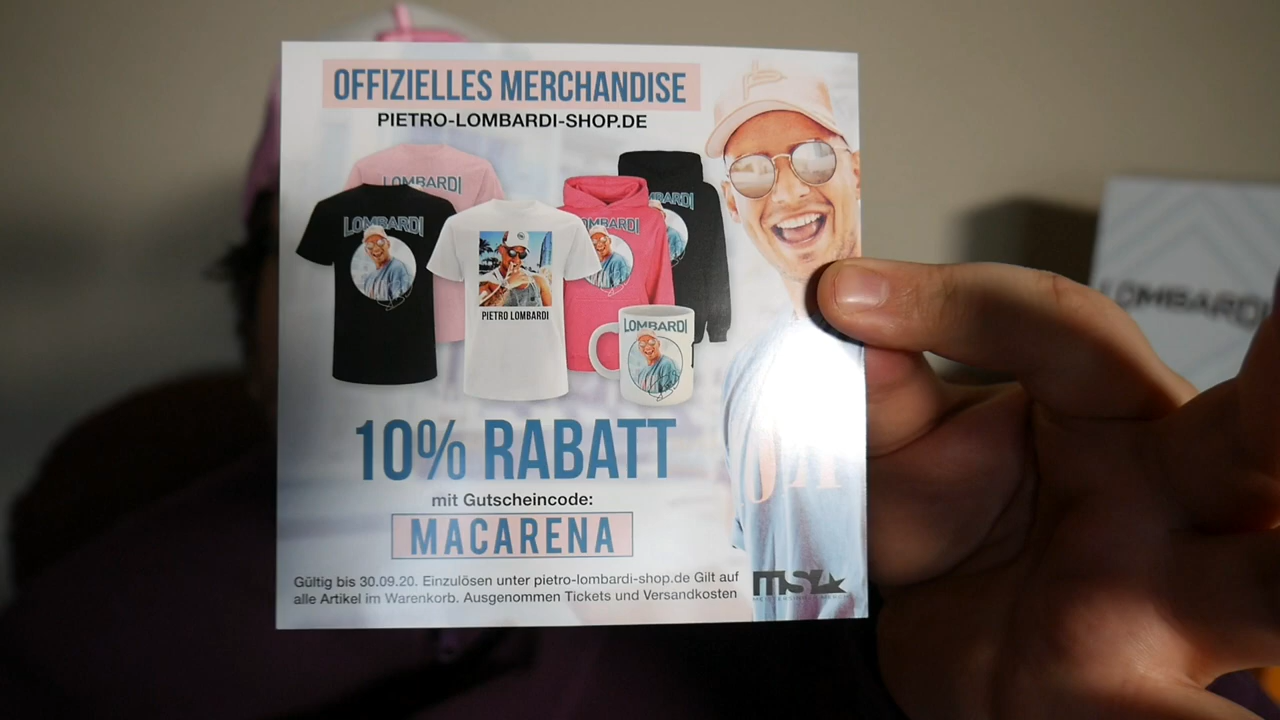 OFFIZIELLES MERCHANDISE
PIETRO-LOMBARDI-SHOP.DE
LOMBARDI
LOMBARDI
LOMBARDI
PIETRO LOMBARDI
LOMBARDI
10% RABATT
mit Gutscheincode:
MACARENA
Gültig bis 30.09.20. Einzulösen unter pietro-lombardi-shop.de Gilt auf
alle Artikel im Warenkorb. Ausgenommen Tickets und Versandkosten
LOMBARDI